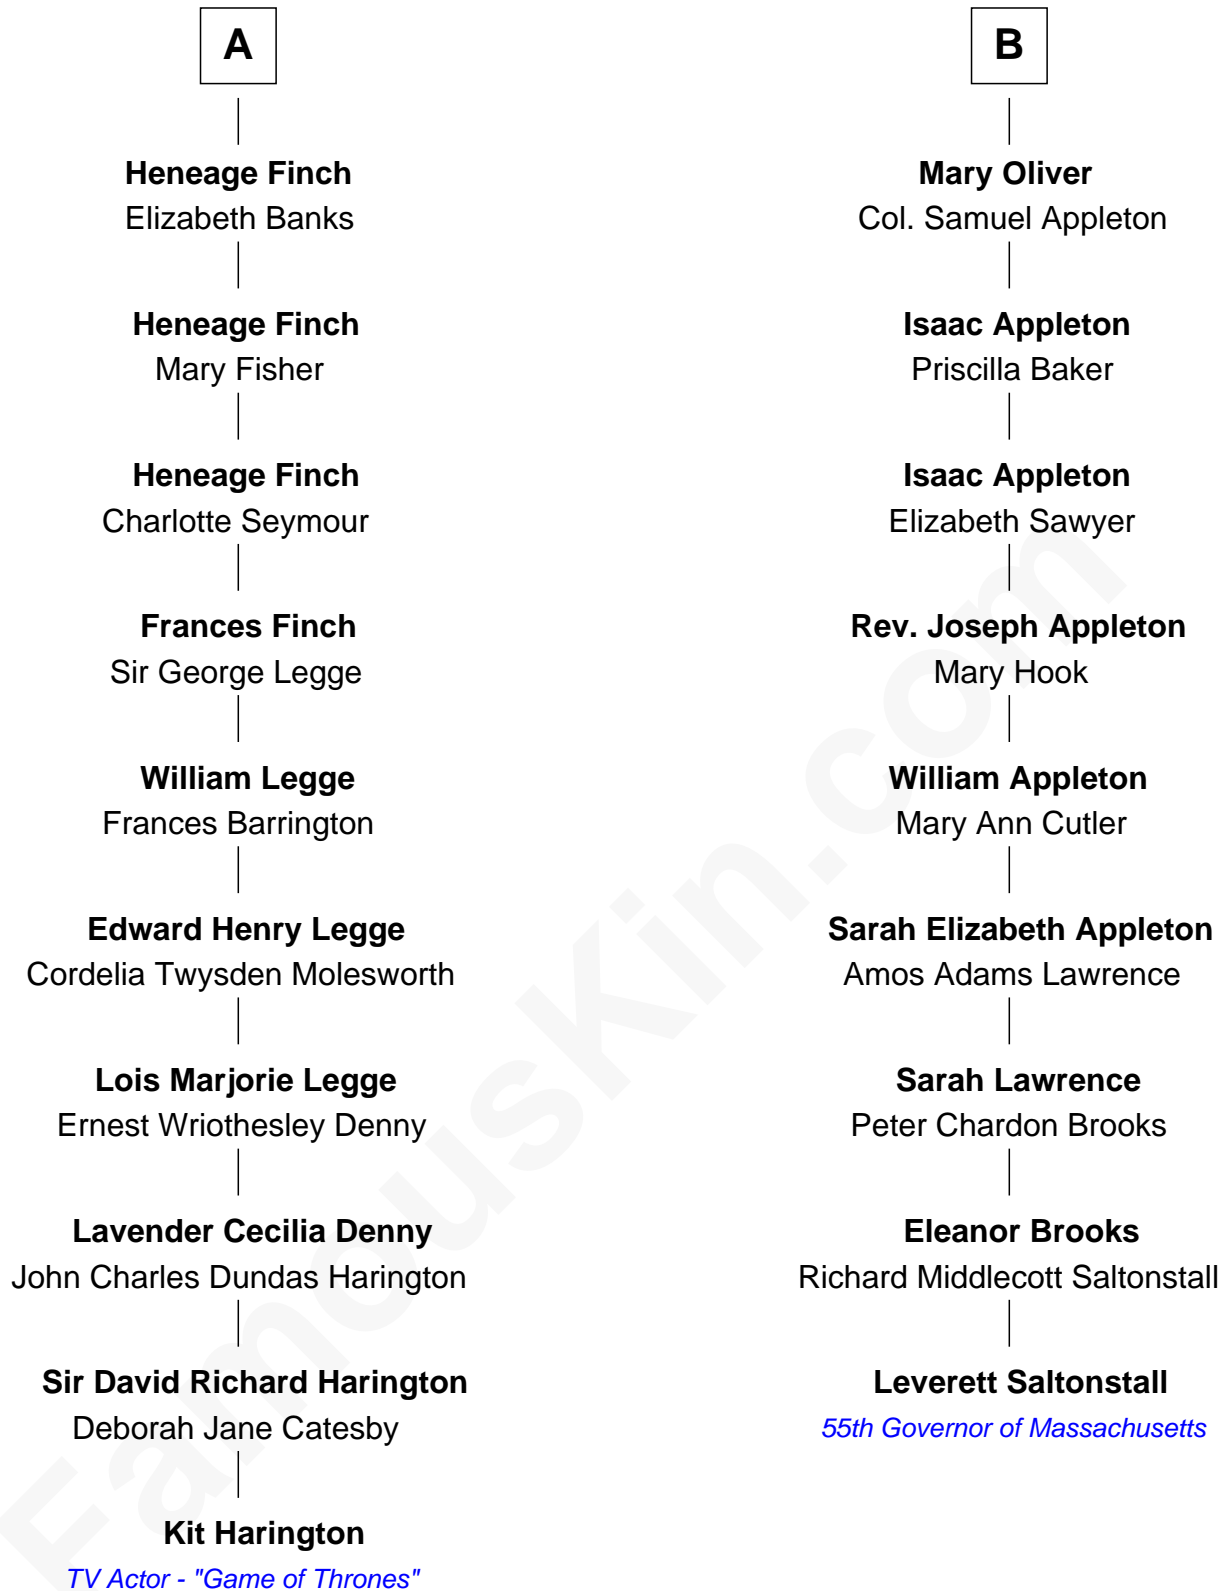 A
Heneage Finch
Elizabeth Banks
Heneage Finch
Mary Fisher
Heneage Finch
Charlotte Seymour
Frances Finch
Sir George Legge
William Legge
Frances Barrington
Edward Henry Legge
Cordelia Twysden Molesworth
Lois Marjorie Legge
Ernest Wriothesley Denny
Lavender Cecilia Denny
John Charles Dundas Harington
Sir David Richard Harington
Deborah Jane Catesby
Kit Harington
TV Actor - "Game of Thrones"
B
Mary Oliver
Col. Samuel Appleton
Isaac Appleton
Priscilla Baker
Isaac Appleton
Elizabeth Sawyer
Rev. Joseph Appleton
Mary Hook
William Appleton
Mary Ann Cutler
Sarah Elizabeth Appleton
Amos Adams Lawrence
Sarah Lawrence
Peter Chardon Brooks
Eleanor Brooks
Richard Middlecott Saltonstall
Leverett Saltonstall
55th Governor of Massachusetts
FamousKin.com